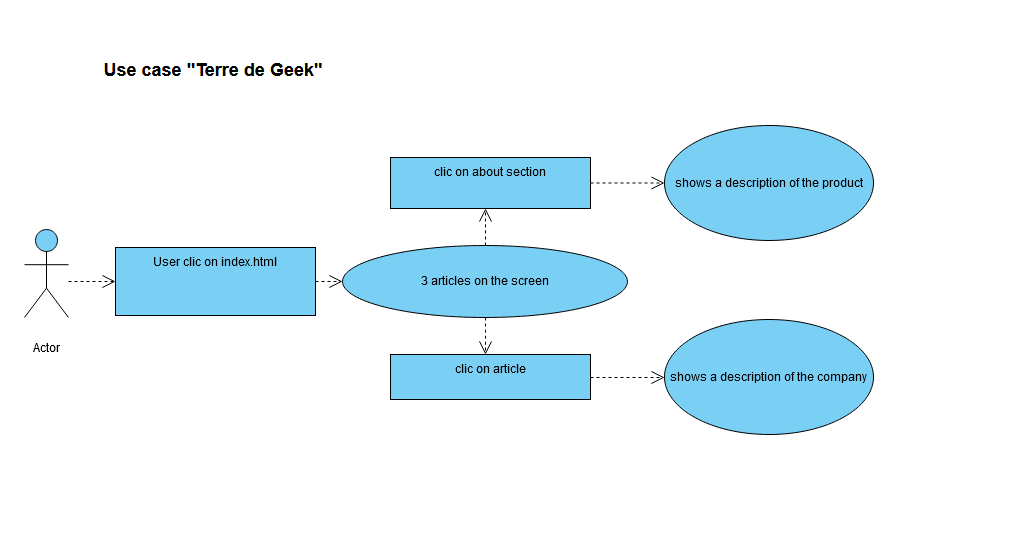 Use case "Terre de Geek"
clic on about section
shows a description of the product
User clic on index.html
3 articles on the screen
Actor
clic on article
shows a description of the company